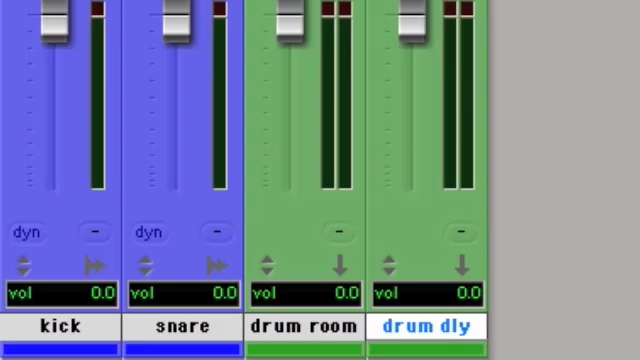 dyn - dyn - - -
vol 0.0 vol 0.0 vol 0.0 vol 0.0
kick snare drum room drum dly